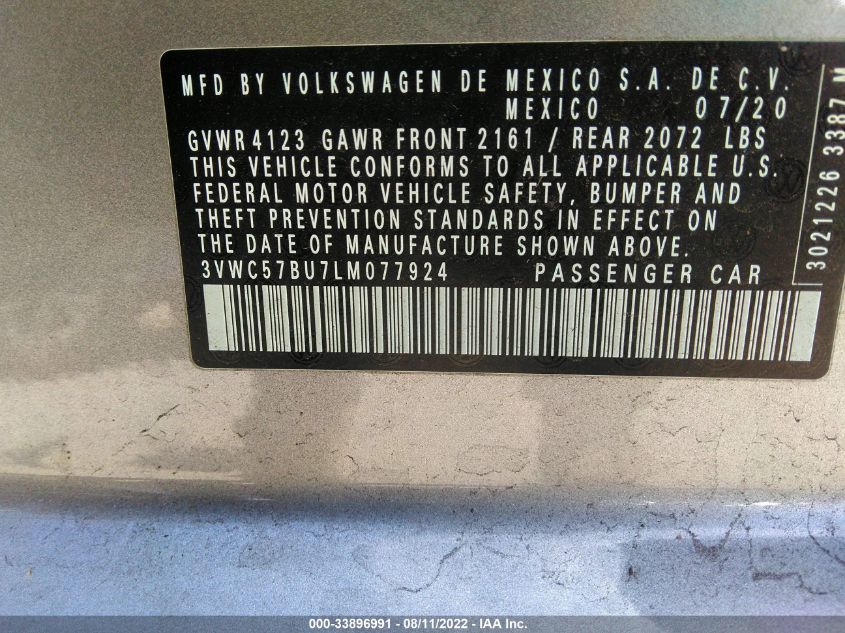 MFD BY VOLKSWAGEN DE MEXICO S.A. DE C.V.
MEXICO 07/20
GVWR 4123 GAWR FRONT 2161 / REAR 2072 LBS
THIS VEHICLE CONFORMS TO ALL APPLICABLE U.S.
FEDERAL MOTOR VEHICLE SAFETY, BUMPER AND
THEFT PREVENTION STANDARDS IN EFFECT ON
THE DATE OF MANUFACTURE SHOWN ABOVE.
3VWC57BU7LM077924 PASSENGER CAR
3021226 3387 M
000-33896991 - 08/11/2022 - IAA Inc.